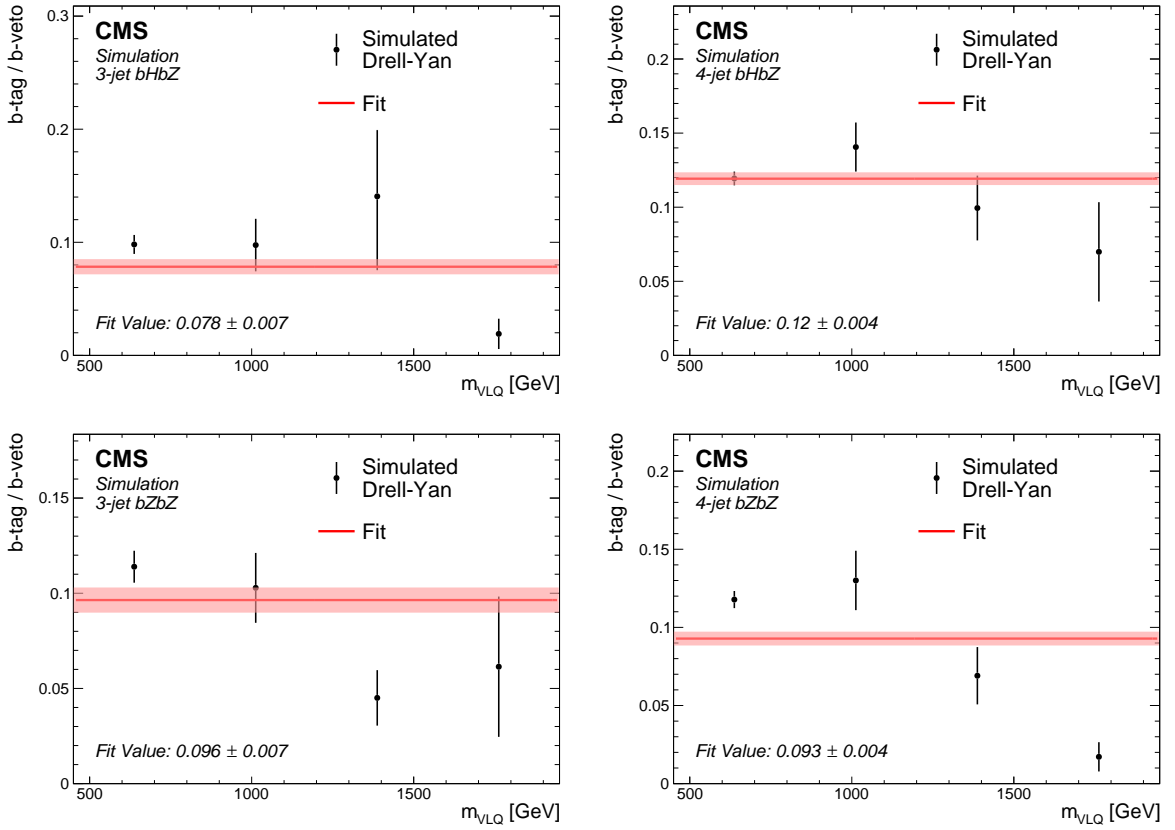 b-tag / b-veto
0.3
0.2
0.1
0
CMS
Simulation
3-jet bHbZ
Simulated
Drell-Yan
Fit
Fit Value: 0.078 ± 0.007
500
1000
1500
m_VLQ [GeV]
b-tag / b-veto
0.2
0.15
0.1
0.05
0
CMS
Simulation
4-jet bHbZ
Simulated
Drell-Yan
Fit
Fit Value: 0.12 ± 0.004
500
1000
1500
m_VLQ [GeV]
b-tag / b-veto
0.15
0.1
0.05
0
CMS
Simulation
3-jet bZbZ
Simulated
Drell-Yan
Fit
Fit Value: 0.096 ± 0.007
500
1000
1500
m_VLQ [GeV]
b-tag / b-veto
0.2
0.15
0.1
0.05
0
CMS
Simulation
4-jet bZbZ
Simulated
Drell-Yan
Fit
Fit Value: 0.093 ± 0.004
500
1000
1500
m_VLQ [GeV]